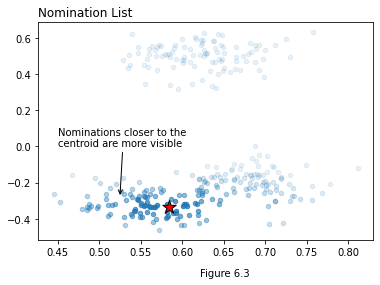 Nomination List
0.6
0.4
0.2
0.0
−0.2
−0.4
Nominations closer to the
centroid are more visible
0.45 0.50 0.55 0.60 0.65 0.70 0.75 0.80
Figure 6.3